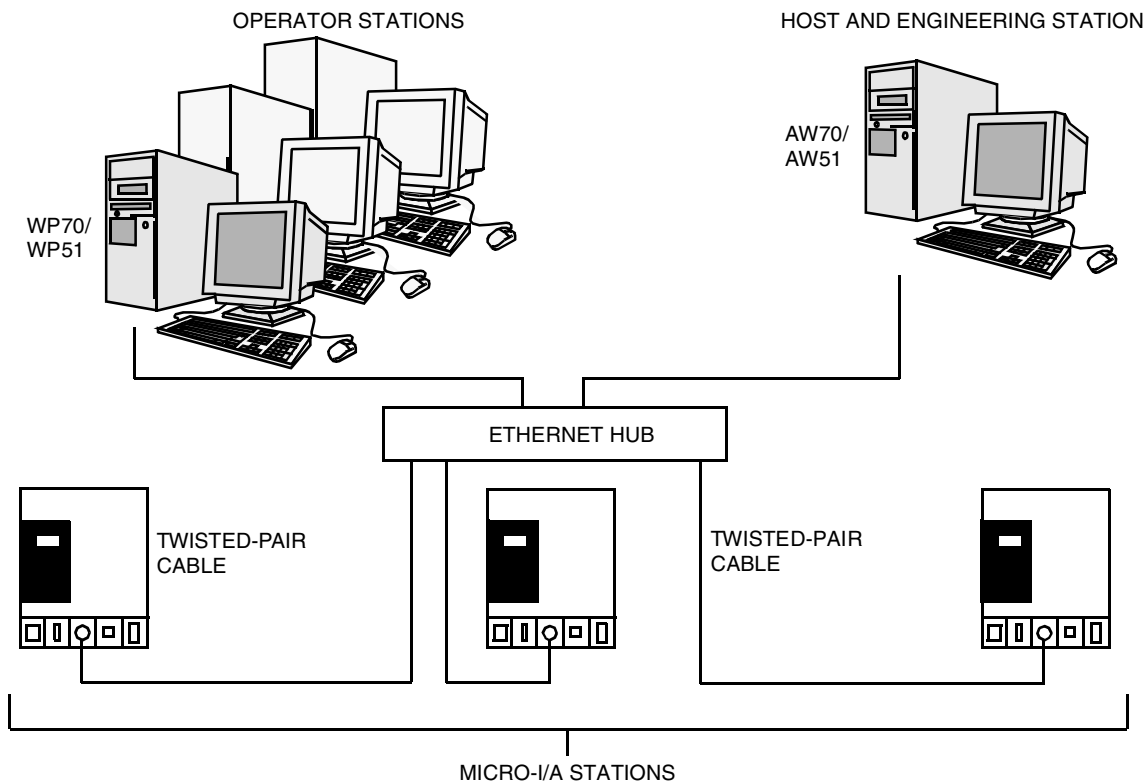 OPERATOR STATIONS
HOST AND ENGINEERING STATION
AW70/
AW51
WP70/
WP51
ETHERNET HUB
TWISTED-PAIR
CABLE
TWISTED-PAIR
CABLE
MICRO-I/A STATIONS